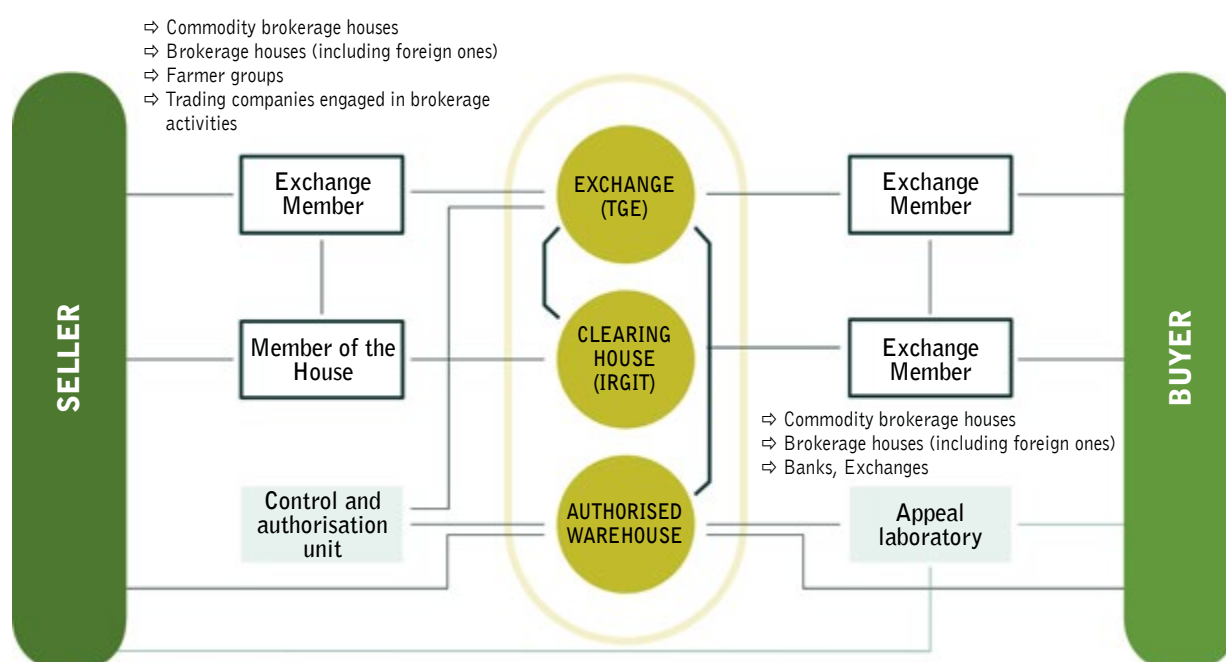 ⇨ Commodity brokerage houses
⇨ Brokerage houses (including foreign ones)
⇨ Farmer groups
⇨ Trading companies engaged in brokerage
activities
SELLER
Exchange
Member
EXCHANGE
(TGE)
Exchange
Member
Member of the
House
CLEARING
HOUSE
(IRGIT)
Exchange
Member
BUYER
⇨ Commodity brokerage houses
⇨ Brokerage houses (including foreign ones)
⇨ Banks, Exchanges
Control and
authorisation
unit
AUTHORISED
WAREHOUSE
Appeal
laboratory